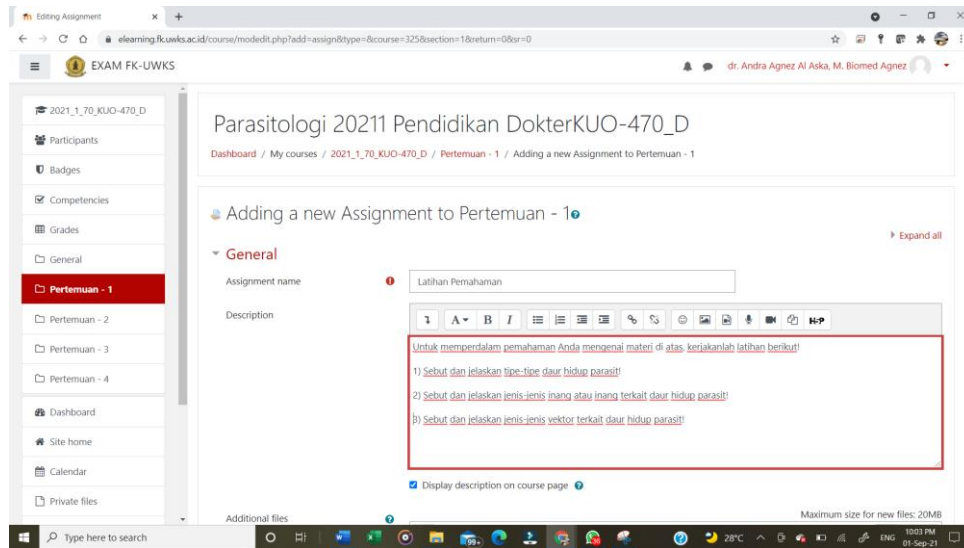 Editing Assignment
elearning.fk.uwks.ac.id/course/modedit.php?add=assign&type=&course=325&section=1&return=0&sr=0
EXAM FK-UWKS
dr. Andra Agnez Al Aska, M. Biomed Agnez
2021_1_70_KUO-470_D
Participants
Badges
Competencies
Grades
General
Pertemuan - 1
Pertemuan - 2
Pertemuan - 3
Pertemuan - 4
Dashboard
Site home
Calendar
Private files
Parasitologi 20211 Pendidikan DokterKUO-470_D
Dashboard / My courses / 2021_1_70_KUO-470_D / Pertemuan - 1 / Adding a new Assignment to Pertemuan - 1
Adding a new Assignment to Pertemuan - 1
Expand all
General
Assignment name
Latihan Pemahaman
Description
A B I H5P
Untuk memperdalam pemahaman Anda mengenai materi di atas, kerjakanlah latihan berikut!
1) Sebut dan jelaskan tipe-tipe daur hidup parasit!
2) Sebut dan jelaskan jenis-jenis inang atau inang terkait daur hidup parasit!
3) Sebut dan jelaskan jenis-jenis vektor terkait daur hidup parasit!
Display description on course page
Maximum size for new files: 20MB
Additional files
Type here to search
99+
28°C
ENG
10:03 PM
01-Sep-21